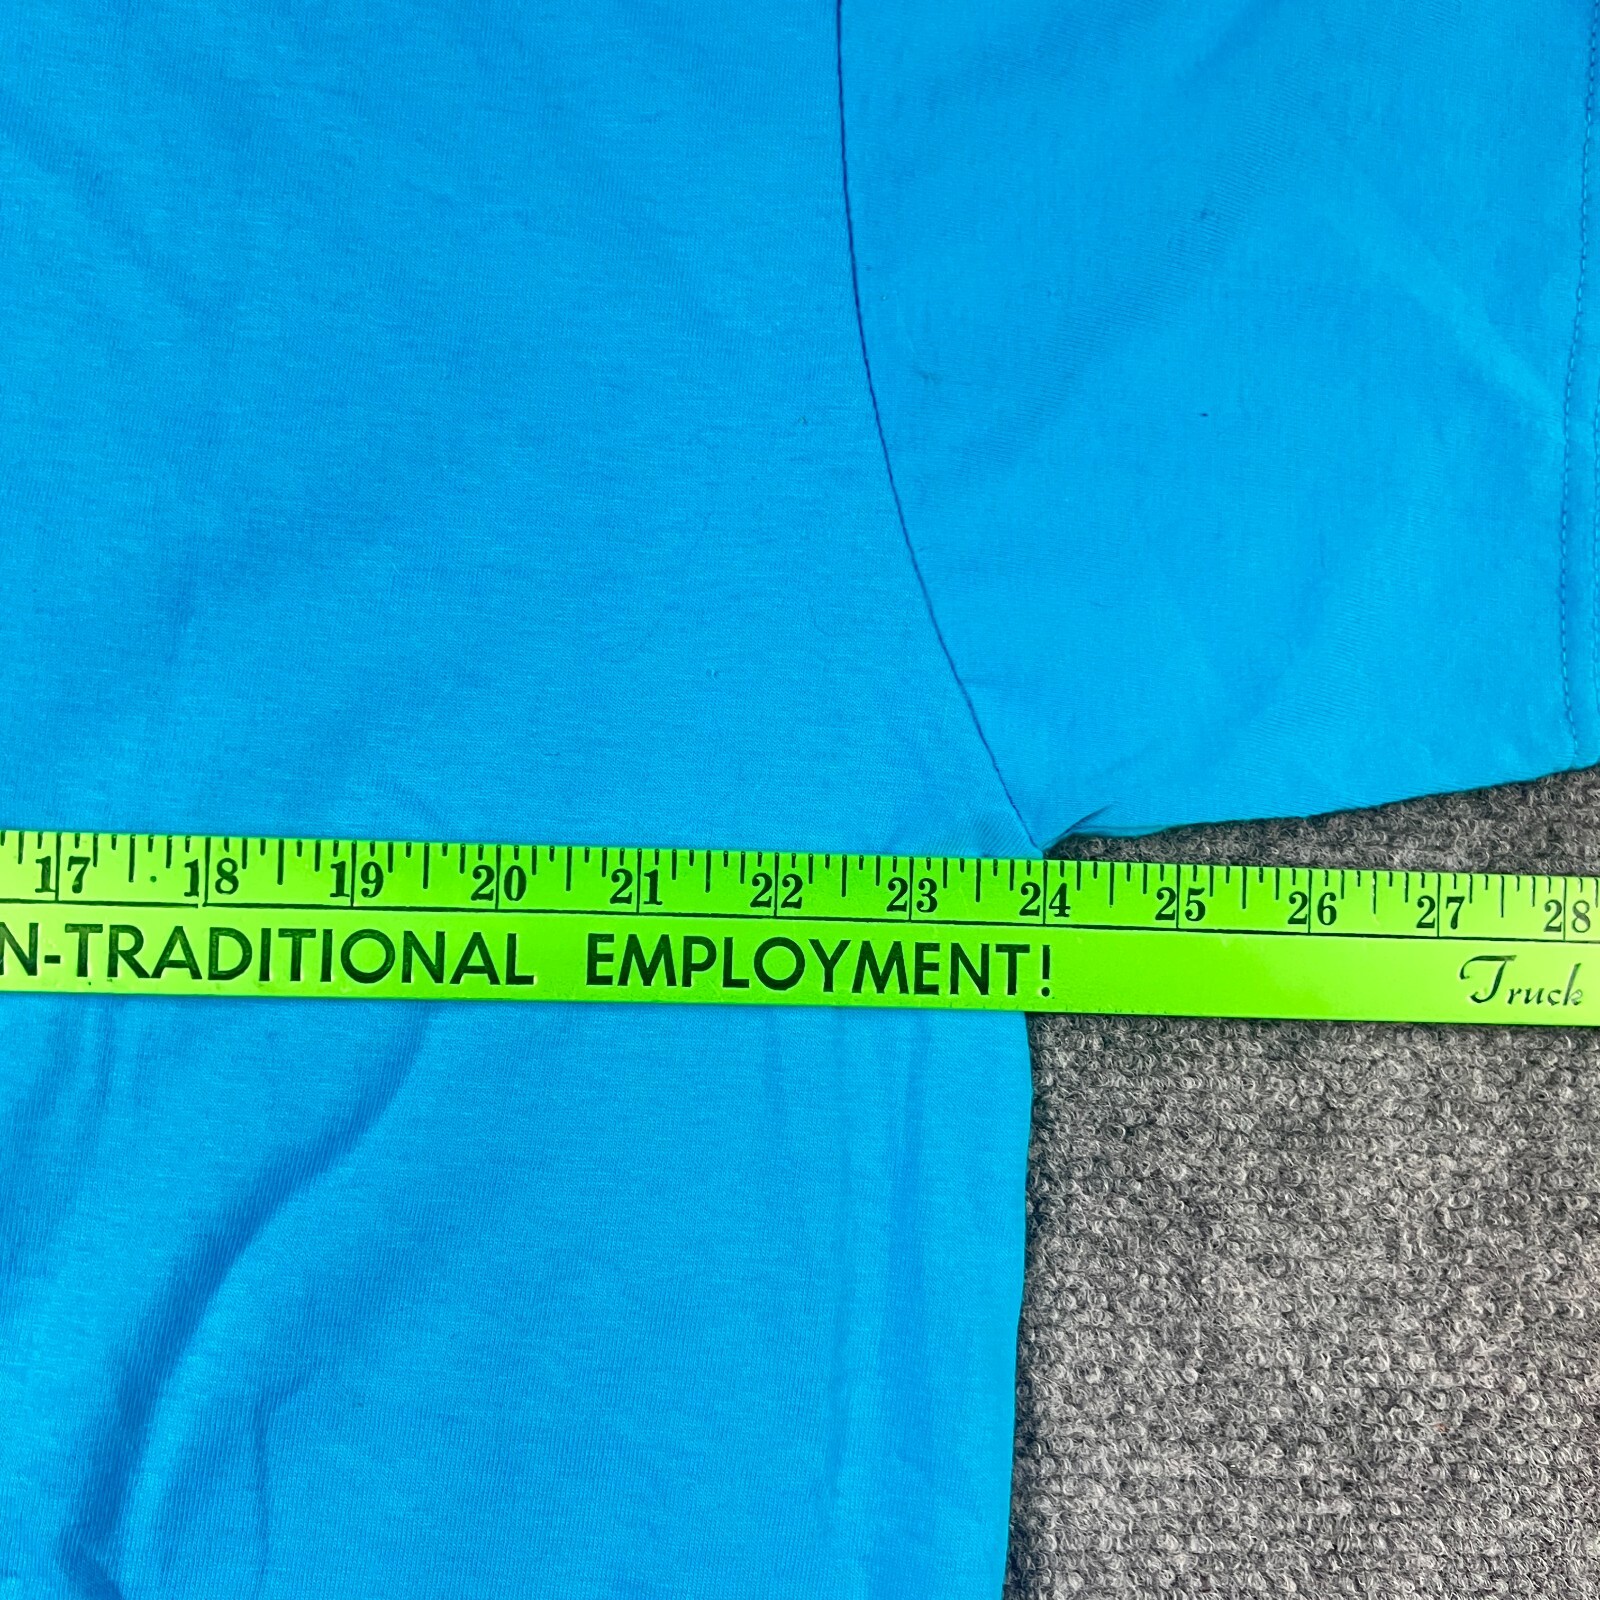 17 18 19 20 21 22 23 24 25 26 27 28
N-TRADITIONAL EMPLOYMENT! Truck